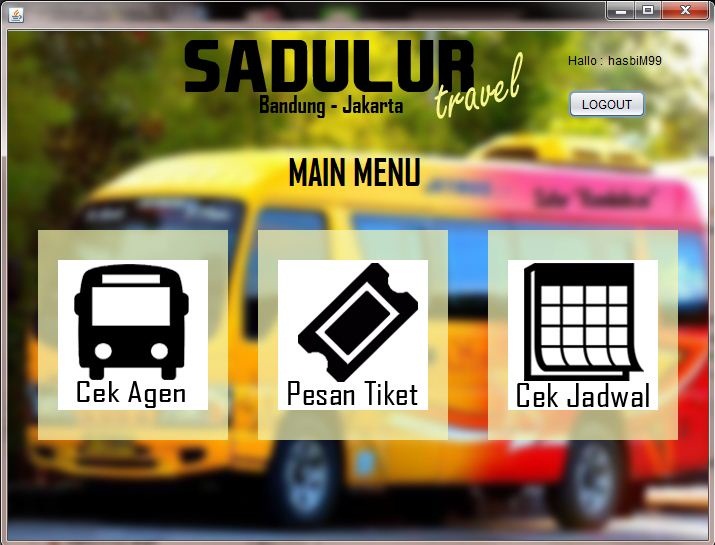 SADULUR
travel
Bandung - Jakarta
Hallo : hasbiM99
LOGOUT
MAIN MENU
Cek Agen
Pesan Tiket
Cek Jadwal